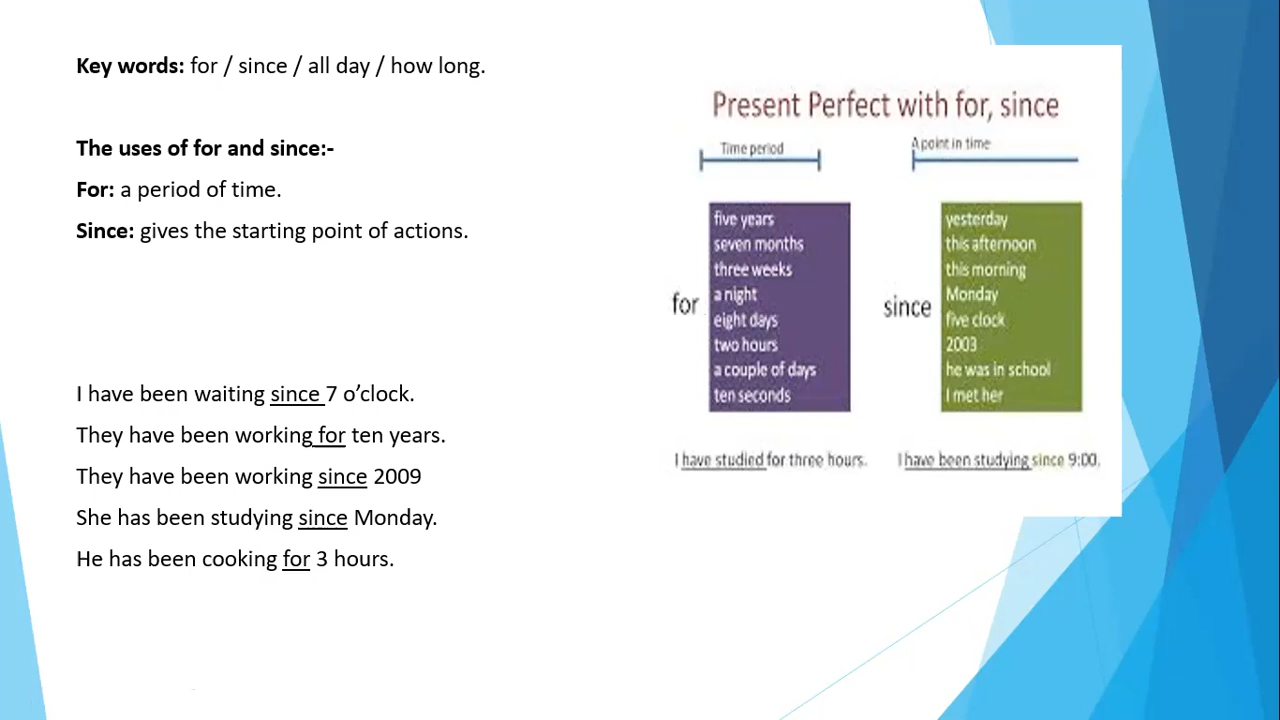 Key words: for / since / all day / how long.
The uses of for and since:-
For: a period of time.
Since: gives the starting point of actions.
I have been waiting since 7 o’clock.
They have been working for ten years.
They have been working since 2009
She has been studying since Monday.
He has been cooking for 3 hours.
Present Perfect with for, since
Time period
for
five years
seven months
three weeks
a night
eight days
two hours
a couple of days
ten seconds
I have studied for three hours.
A point in time
since
yesterday
this afternoon
this morning
Monday
five clock
2003
he was in school
I met her
I have been studying since 9:00.